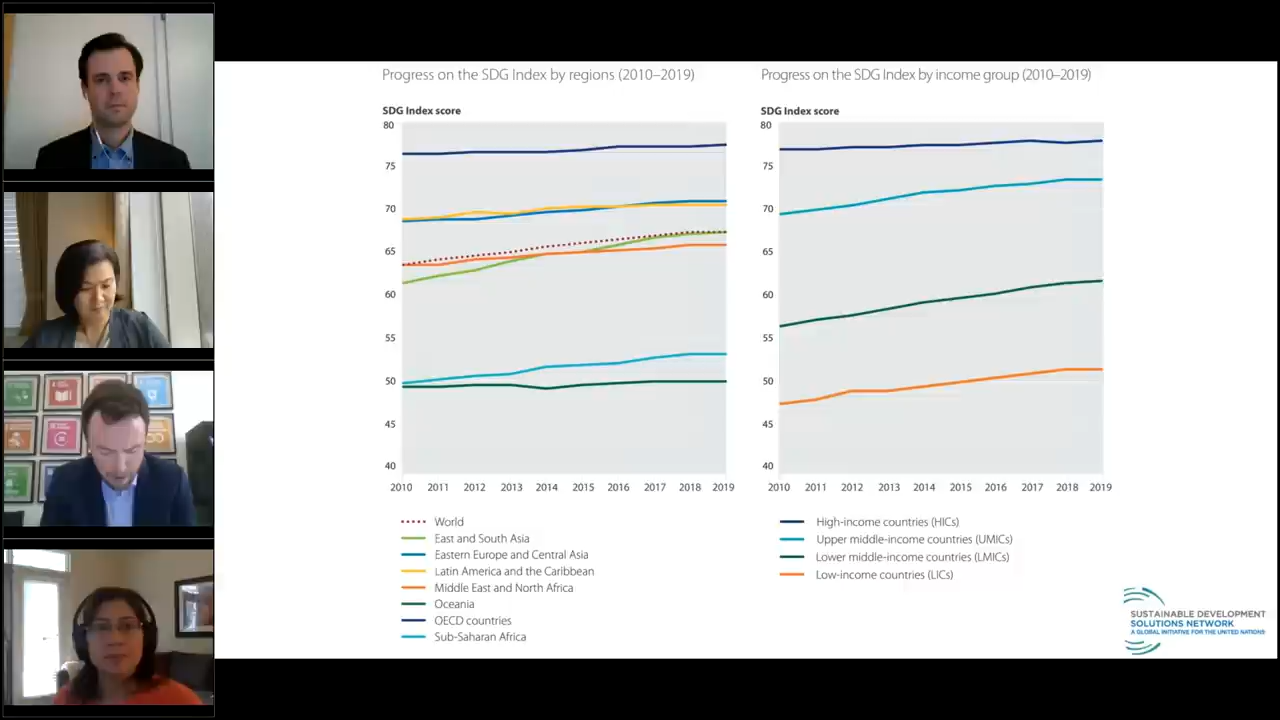 Progress on the SDG Index by regions (2010–2019)
SDG Index score
80
75
70
65
60
55
50
45
40
2010 2011 2012 2013 2014 2015 2016 2017 2018 2019
World
East and South Asia
Eastern Europe and Central Asia
Latin America and the Caribbean
Middle East and North Africa
Oceania
OECD countries
Sub-Saharan Africa
Progress on the SDG Index by income group (2010–2019)
SDG Index score
80
75
70
65
60
55
50
45
40
2010 2011 2012 2013 2014 2015 2016 2017 2018 2019
High-income countries (HICs)
Upper middle-income countries (UMICs)
Lower middle-income countries (LMICs)
Low-income countries (LICs)
SUSTAINABLE DEVELOPMENT
SOLUTIONS NETWORK
A GLOBAL INITIATIVE FOR THE UNITED NATIONS